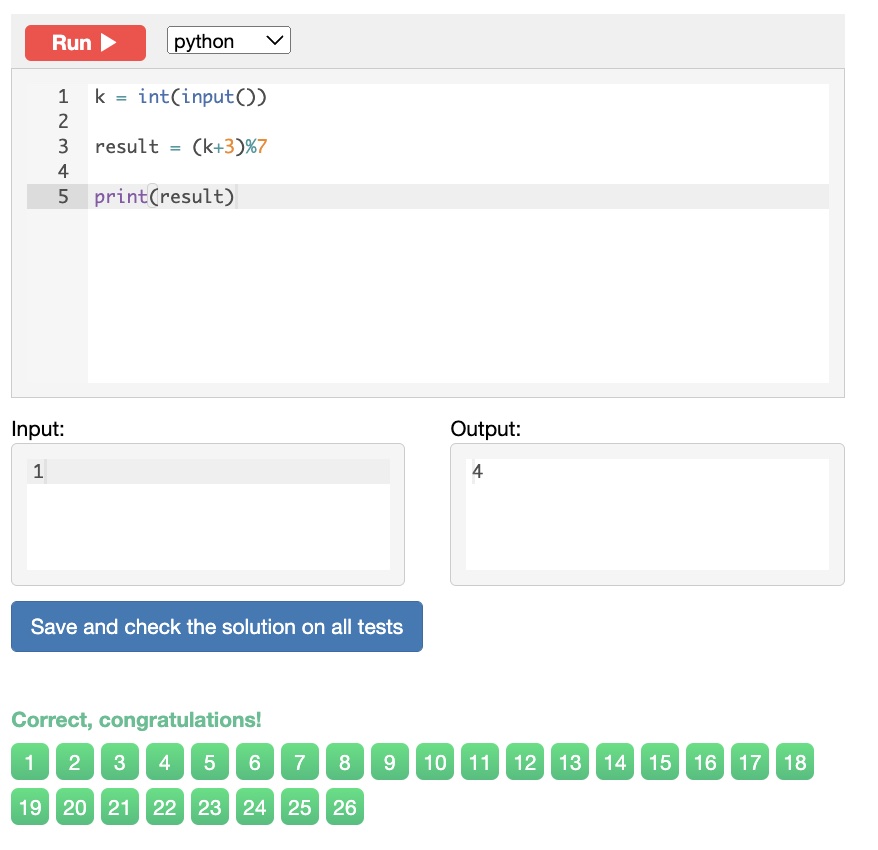 Run ▶ python
1 k = int(input())
2
3 result = (k+3)%7
4
5 print(result)
Input: Output:
1 4
Save and check the solution on all tests
Correct, congratulations!
1 2 3 4 5 6 7 8 9 10 11 12 13 14 15 16 17 18
19 20 21 22 23 24 25 26